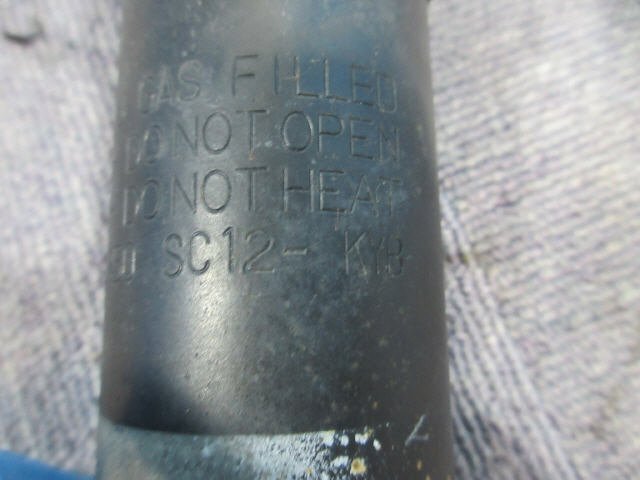 GAS FILLED
DO NOT OPEN
DO NOT HEAT
SC12- KYB